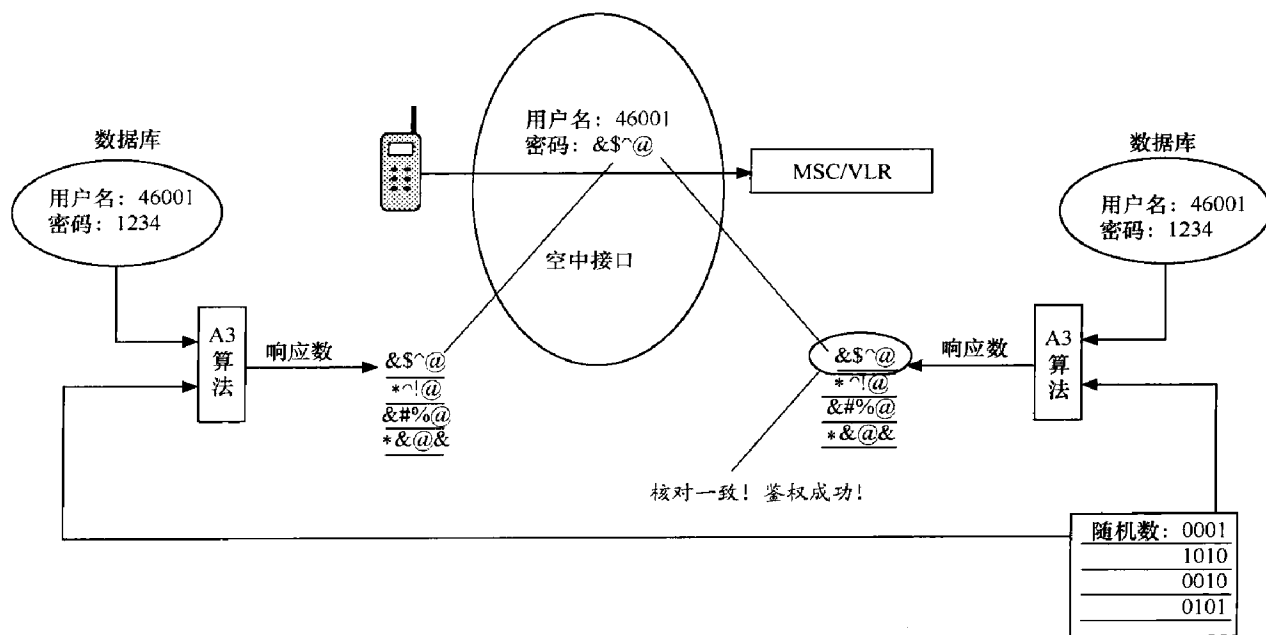 用户名：46001
密码：&$^@
数据库
用户名：46001
密码：1234
MSC/VLR
数据库
用户名：46001
密码：1234
空中接口
A3
算
法
响应数
&$^@
*^!@
&#%@
*&@&
&$^@
*^!@
&#%@
*&@&
响应数
A3
算
法
核对一致！鉴权成功！
随机数：0001
1010
0010
0101